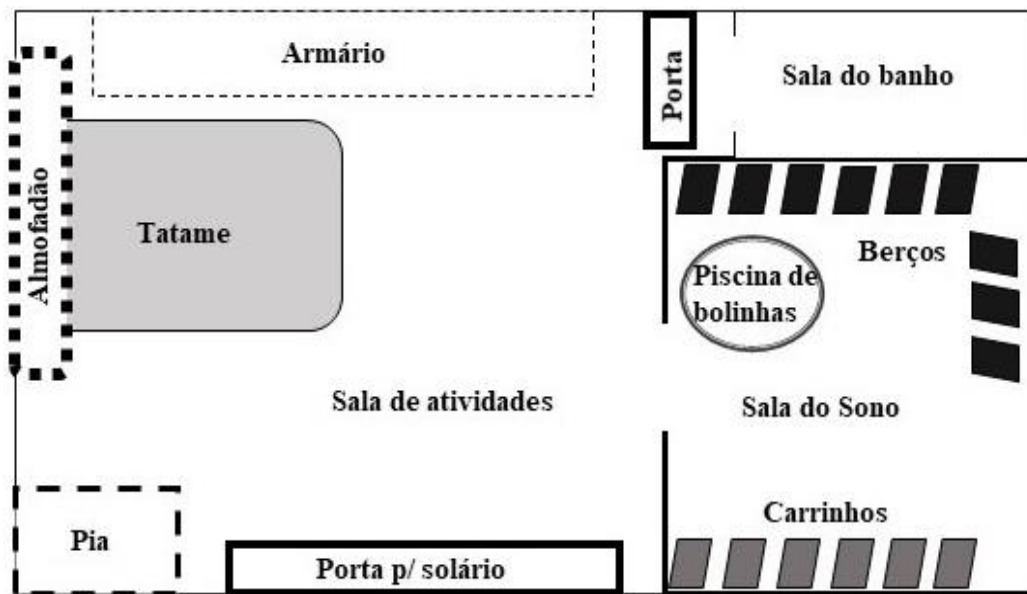 Armário
Porta
Sala do banho
Almofadão
Tatame
Berços
Piscina de
bolinhas
Sala de atividades
Sala do Sono
Pia
Porta p/ solário
Carrinhos